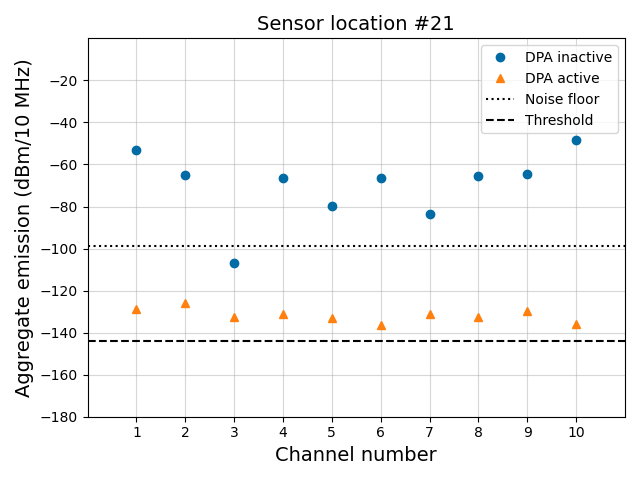 Sensor location #21
Aggregate emission (dBm/10 MHz)
−20
−40
−60
−80
−100
−120
−140
−160
−180
DPA inactive
DPA active
Noise floor
Threshold
1 2 3 4 5 6 7 8 9 10
Channel number